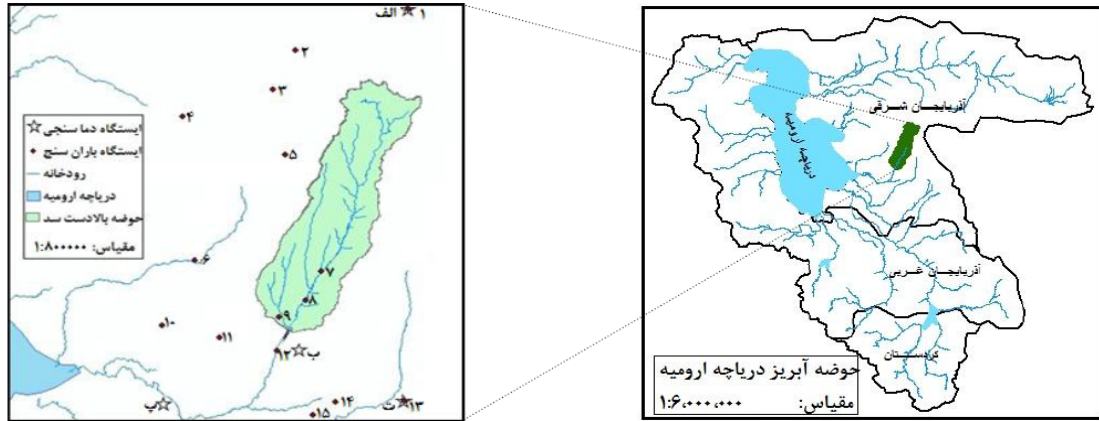 ۱ الف
۲
۳
۴
۵
۶
۷
۸
۹
۱۰
۱۱
۱۲
ب
پ
۱۳
ت
۱۴
۱۵
ایستگاه دما سنجی
ایستگاه باران سنج
رودخانه
دریاچه ارومیه
حوضه بالادست سد
مقیاس: ۱:۸۰۰۰۰۰
آذربایجان شرقی
دریاچه ارومیه
آذربایجان غربی
کردستان
حوضه آبریز دریاچه ارومیه
مقیاس: ۱:۶,۰۰۰,۰۰۰